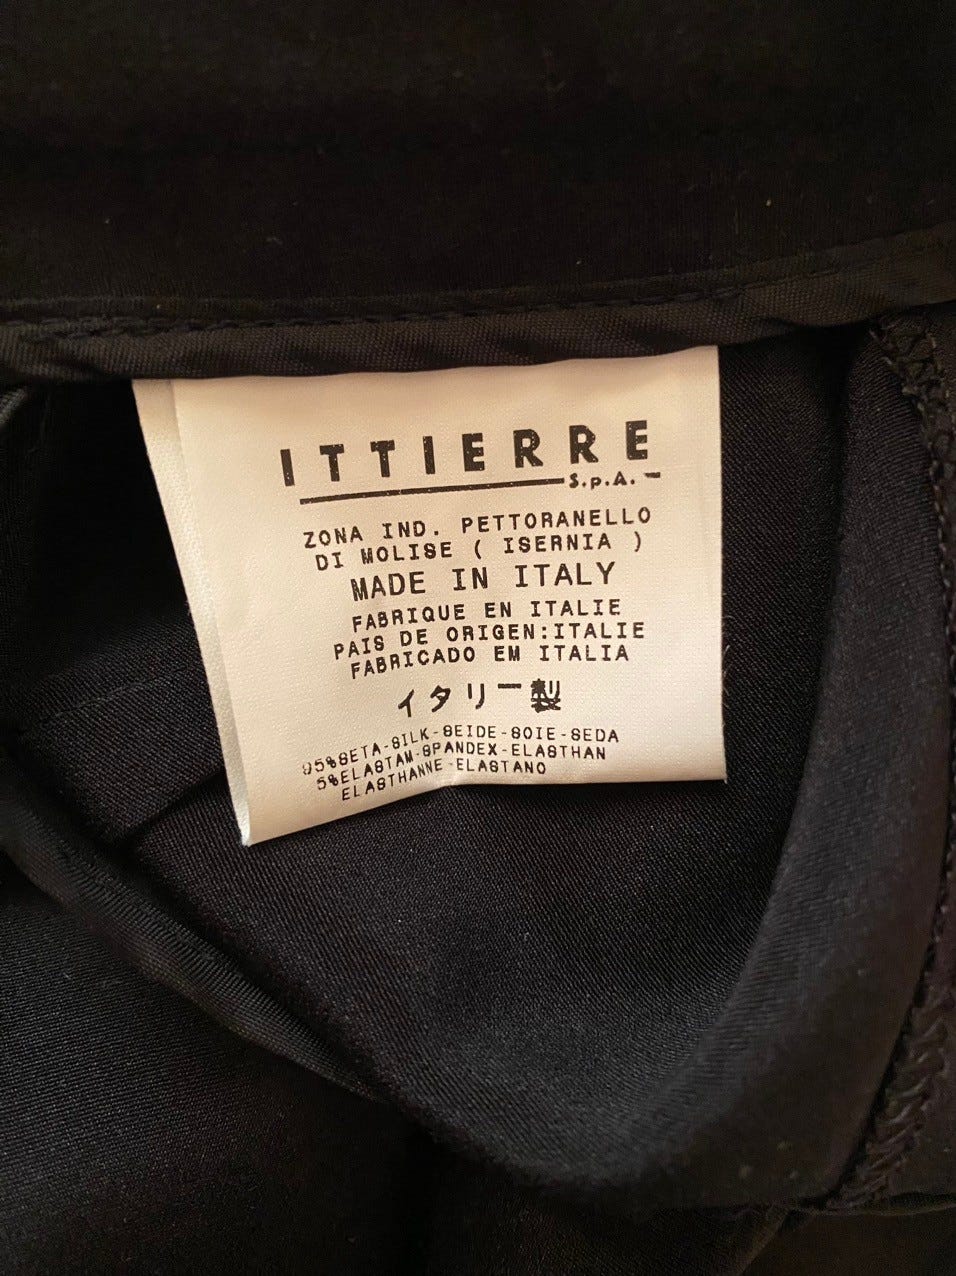 ITTIERRE
S.p.A.
ZONA IND. PETTORANELLO
DI MOLISE ( ISERNIA )
MADE IN ITALY
FABRIQUE EN ITALIE
PAIS DE ORIGEN:ITALIE
FABRICADO EM ITALIA
イタリー製
95%SETA-SILK-SEIDE-SOIE-SEDA
5%ELASTAM-SPANDEX-ELASTHAN
ELASTHANNE-ELASTANO